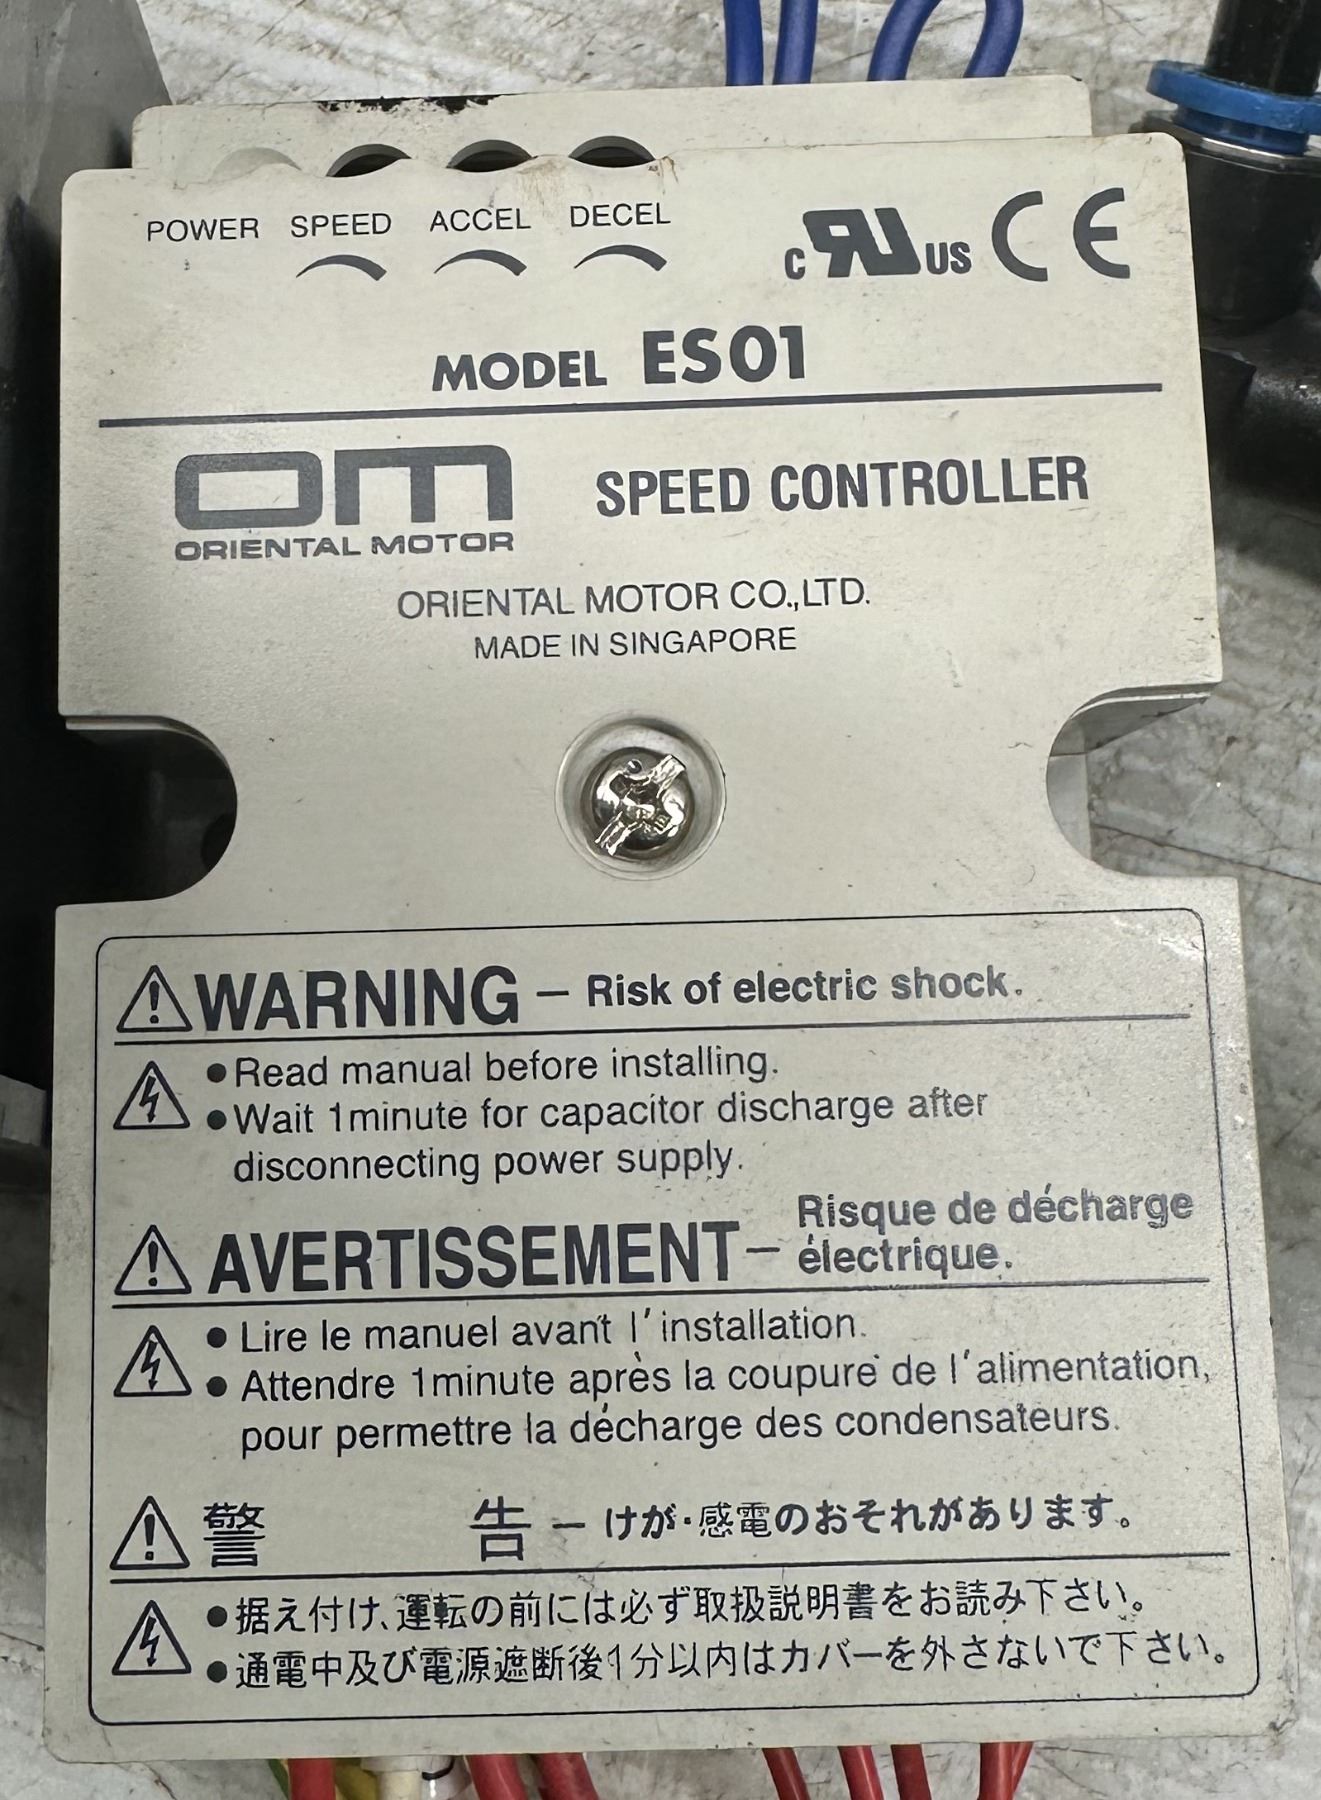 POWER SPEED ACCEL DECEL
c RU US CE
MODEL ES01
om
ORIENTAL MOTOR
SPEED CONTROLLER
ORIENTAL MOTOR CO.,LTD.
MADE IN SINGAPORE
WARNING – Risk of electric shock.
●Read manual before installing.
●Wait 1minute for capacitor discharge after
disconnecting power supply.
AVERTISSEMENT – Risque de décharge
électrique.
● Lire le manuel avant l'installation.
● Attendre 1minute après la coupure de l'alimentation,
pour permettre la décharge des condensateurs.
警 告 – けが・感電のおそれがあります。
●据え付け、運転の前には必ず取扱説明書をお読み下さい。
●通電中及び電源遮断後1分以内はカバーを外さないで下さい。